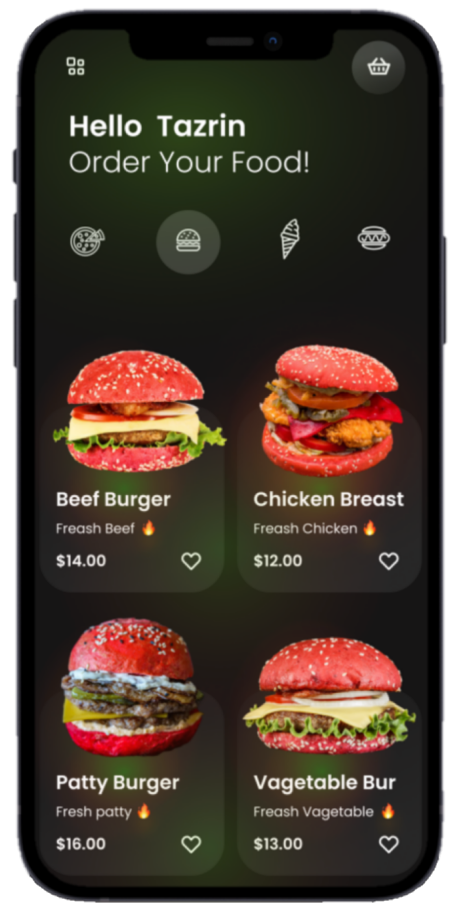 Hello Tazrin
Order Your Food!
Beef Burger
Freash Beef 🔥
$14.00
Chicken Breast
Freash Chicken 🔥
$12.00
Patty Burger
Fresh patty 🔥
$16.00
Vagetable Bur
Freash Vagetable 🔥
$13.00